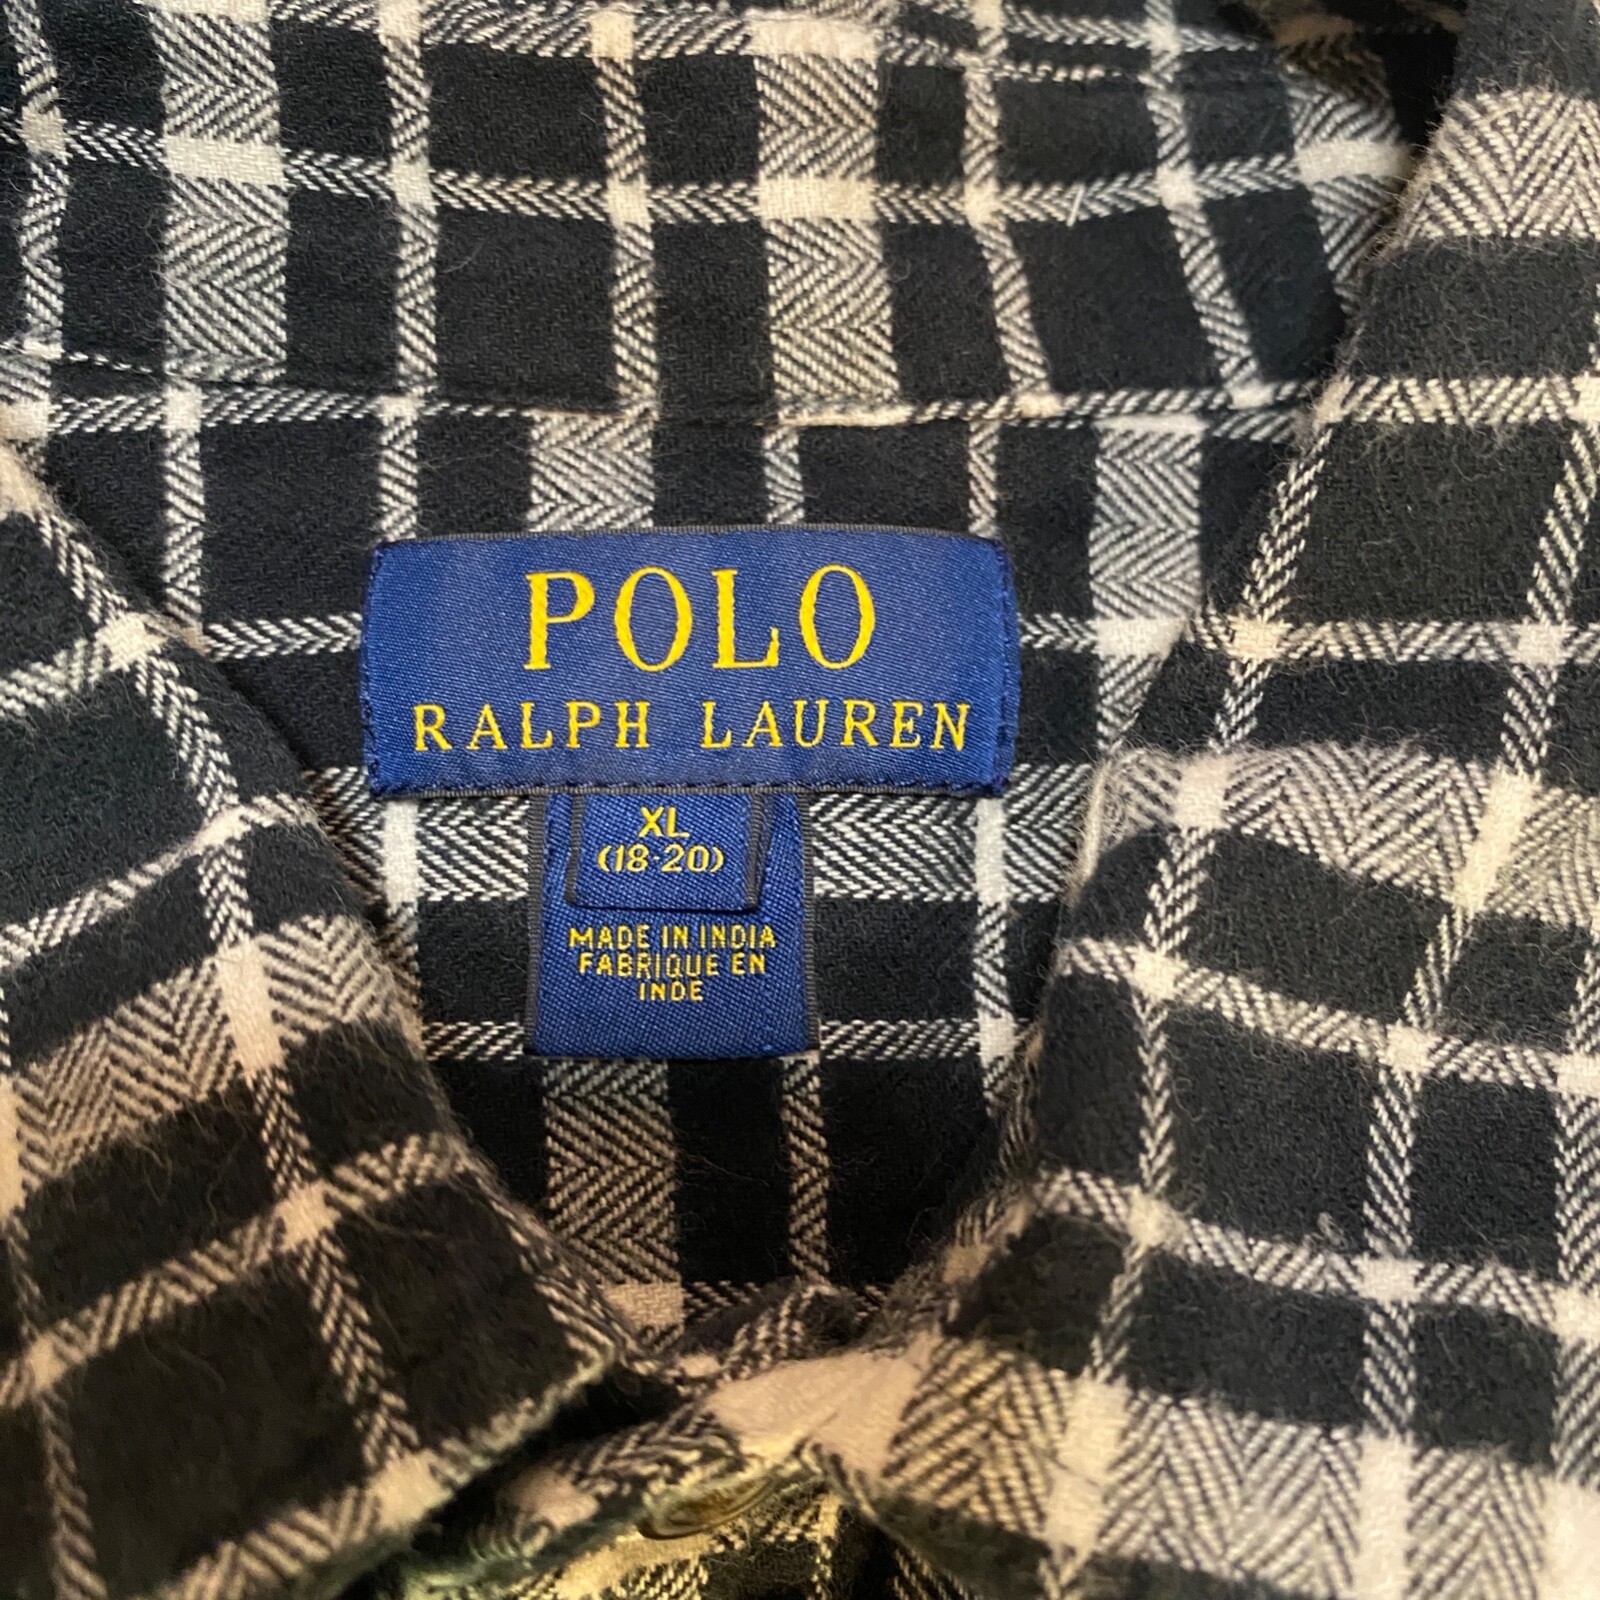 POLO
RALPH LAUREN
XL
(18-20)
MADE IN INDIA
FABRIQUE EN
INDE